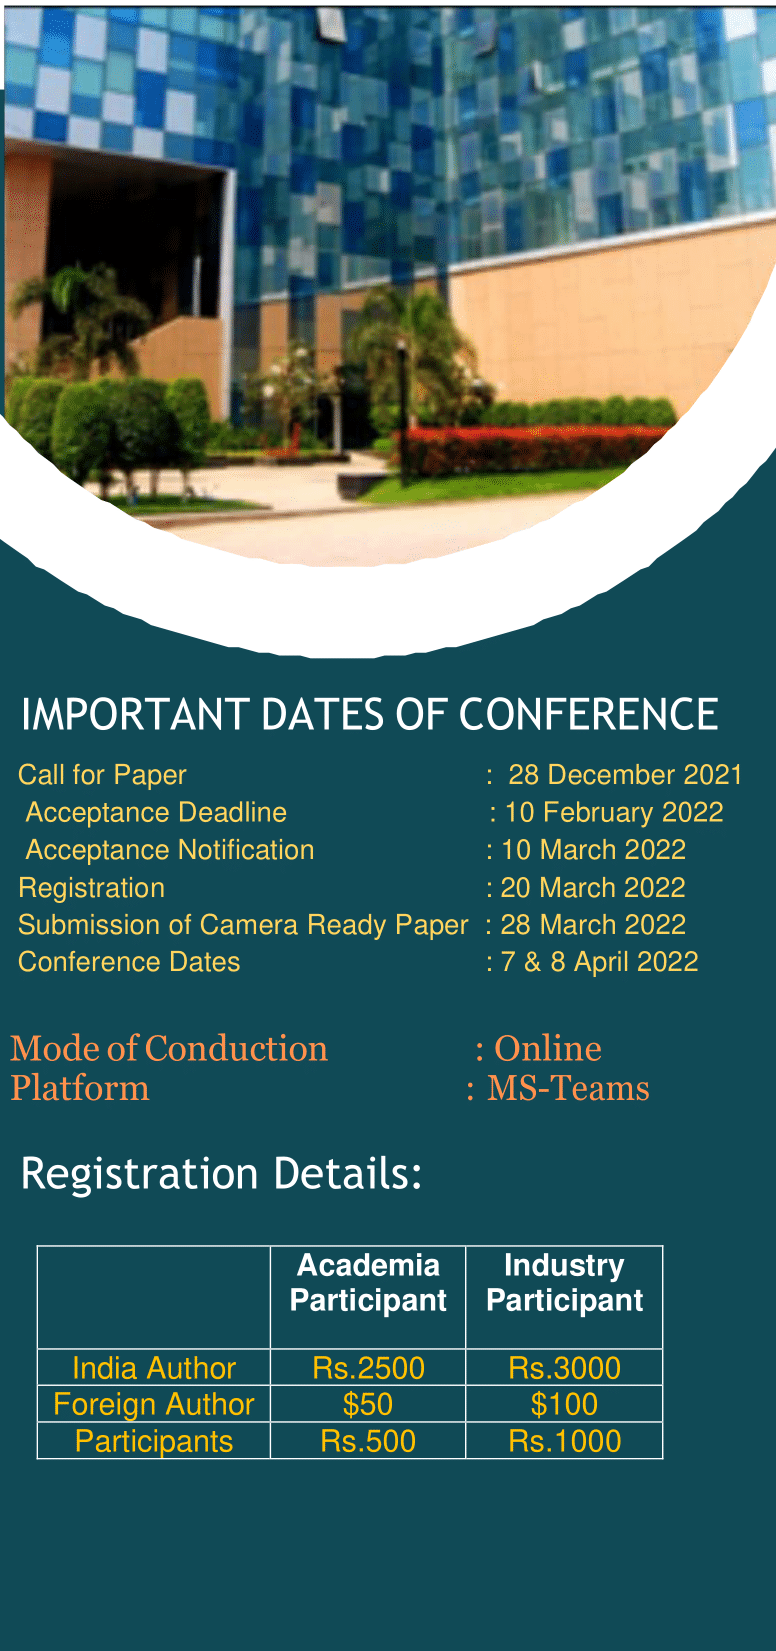 IMPORTANT DATES OF CONFERENCE
Call for Paper : 28 December 2021
Acceptance Deadline : 10 February 2022
Acceptance Notification : 10 March 2022
Registration : 20 March 2022
Submission of Camera Ready Paper : 28 March 2022
Conference Dates : 7 & 8 April 2022
Mode of Conduction : Online
Platform : MS-Teams
Registration Details:
Academia Industry
Participant Participant
India Author Rs.2500 Rs.3000
Foreign Author $50 $100
Participants Rs.500 Rs.1000